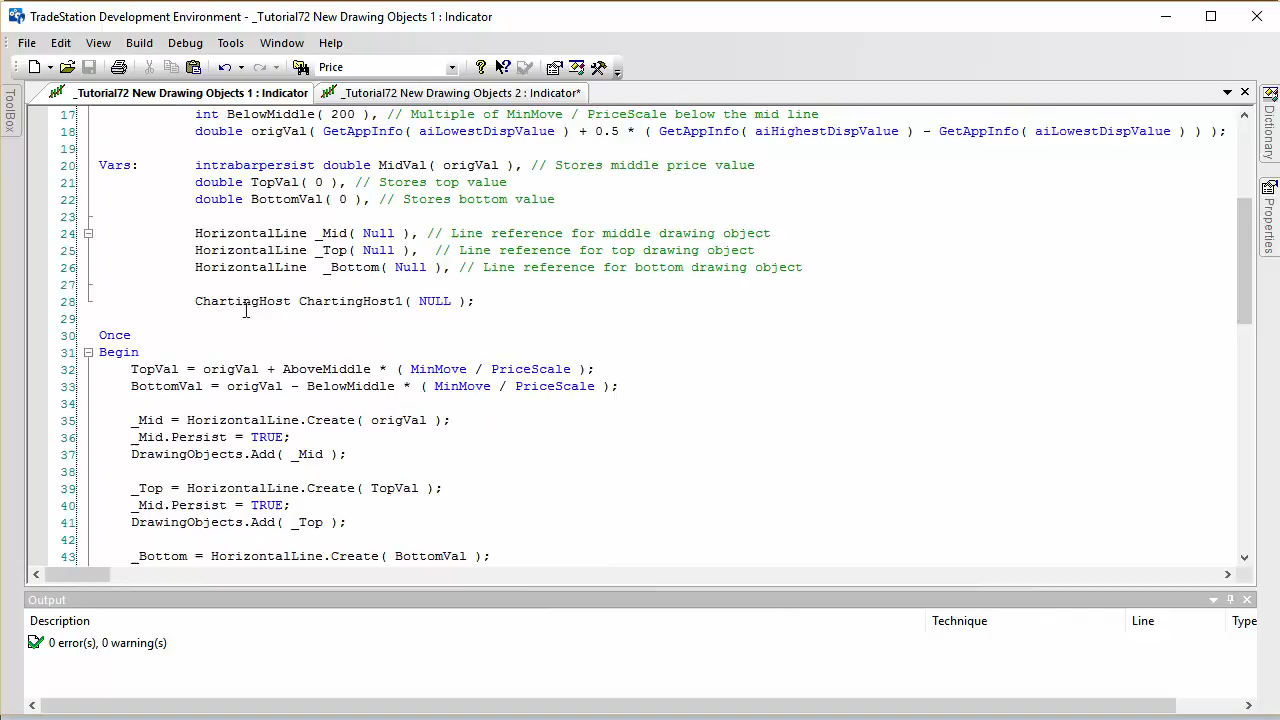 TradeStation Development Environment - _Tutorial72 New Drawing Objects 1 : Indicator
File Edit View Build Debug Tools Window Help
Price
_Tutorial72 New Drawing Objects 1 : Indicator _Tutorial72 New Drawing Objects 2 : Indicator*
ToolBox
Dictionary
Properties
17 int BelowMiddle( 200 ), // Multiple of MinMove / PriceScale below the mid line
18 double origVal( GetAppInfo( aiLowestDispValue ) + 0.5 * ( GetAppInfo( aiHighestDispValue ) - GetAppInfo( aiLowestDispValue ) ) );
19
20 Vars: intrabarpersist double MidVal( origVal ), // Stores middle price value
21 double TopVal( 0 ), // Stores top value
22 double BottomVal( 0 ), // Stores bottom value
23
24 HorizontalLine _Mid( Null ), // Line reference for middle drawing object
25 HorizontalLine _Top( Null ), // Line reference for top drawing object
26 HorizontalLine _Bottom( Null ), // Line reference for bottom drawing object
27
28 ChartingHost ChartingHost1( NULL );
29
30 Once
31 Begin
32 TopVal = origVal + AboveMiddle * ( MinMove / PriceScale );
33 BottomVal = origVal - BelowMiddle * ( MinMove / PriceScale );
34
35 _Mid = HorizontalLine.Create( origVal );
36 _Mid.Persist = TRUE;
37 DrawingObjects.Add( _Mid );
38
39 _Top = HorizontalLine.Create( TopVal );
40 _Mid.Persist = TRUE;
41 DrawingObjects.Add( _Top );
42
43 _Bottom = HorizontalLine.Create( BottomVal );
Output
Description Technique Line Type
0 error(s), 0 warning(s)